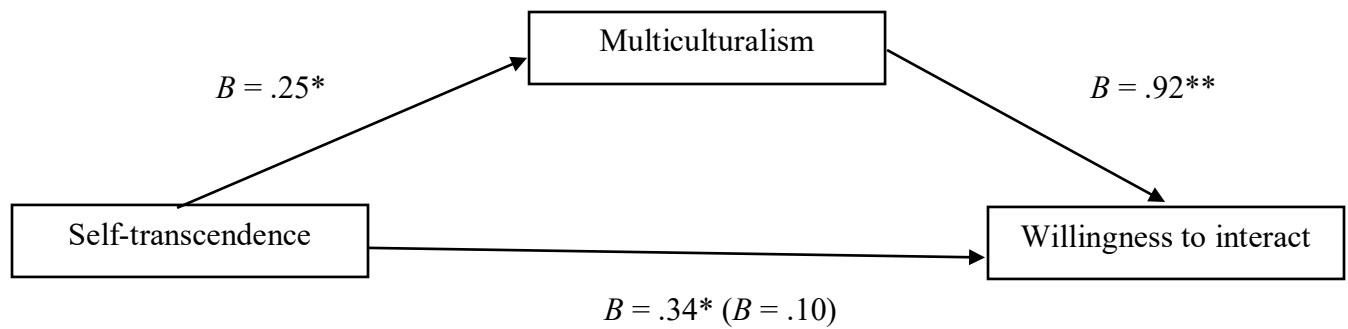 Multiculturalism
B = .25*
B = .92**
Self-transcendence
Willingness to interact
B = .34* (B = .10)